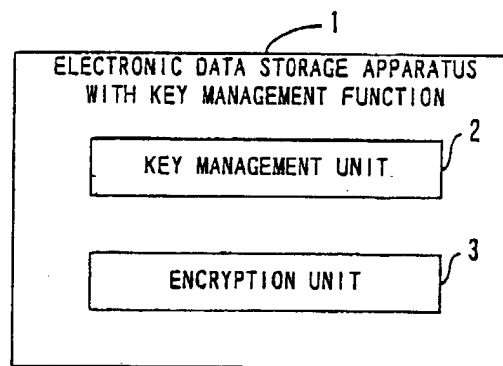 1
ELECTRONIC DATA STORAGE APPARATUS
WITH KEY MANAGEMENT FUNCTION
2
KEY MANAGEMENT UNIT
3
ENCRYPTION UNIT